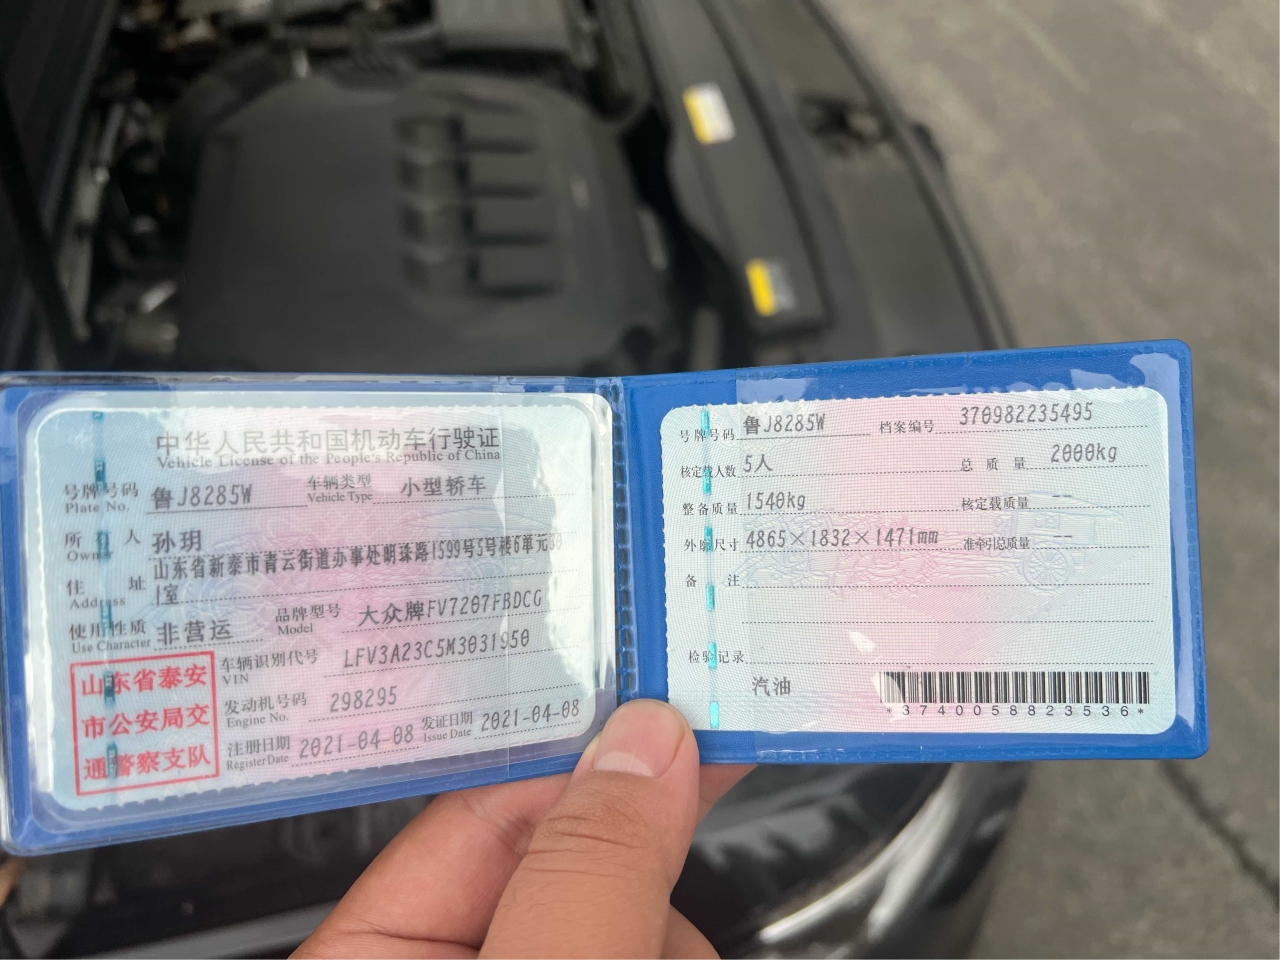 中华人民共和国机动车行驶证
Vehicle License of the People's Republic of China
号牌号码 鲁J8285W 车辆类型 小型轿车
Plate No. Vehicle Type
所有人 孙玥
Owner
山东省新泰市青云街道办事处明珠路1599号5号楼6单元30
住址 1室
Address
使用性质 非营运 品牌型号 大众牌FV7207FBDCG
Use Character Model
车辆识别代号 LFV3A23C5M3031950
VIN
发动机号码 298295
Engine No.
注册日期 2021-04-08 发证日期 2021-04-08
Register Date Issue Date
山东省泰安
市公安局交
通警察支队
号牌号码 鲁J8285W 档案编号 370982235495
核定载人数 5人 总质量 2000kg
整备质量 1540kg 核定载质量 --
外廓尺寸 4865×1832×1471mm 准牵引总质量 --
备注
检验记录
汽油
*3740058823536*